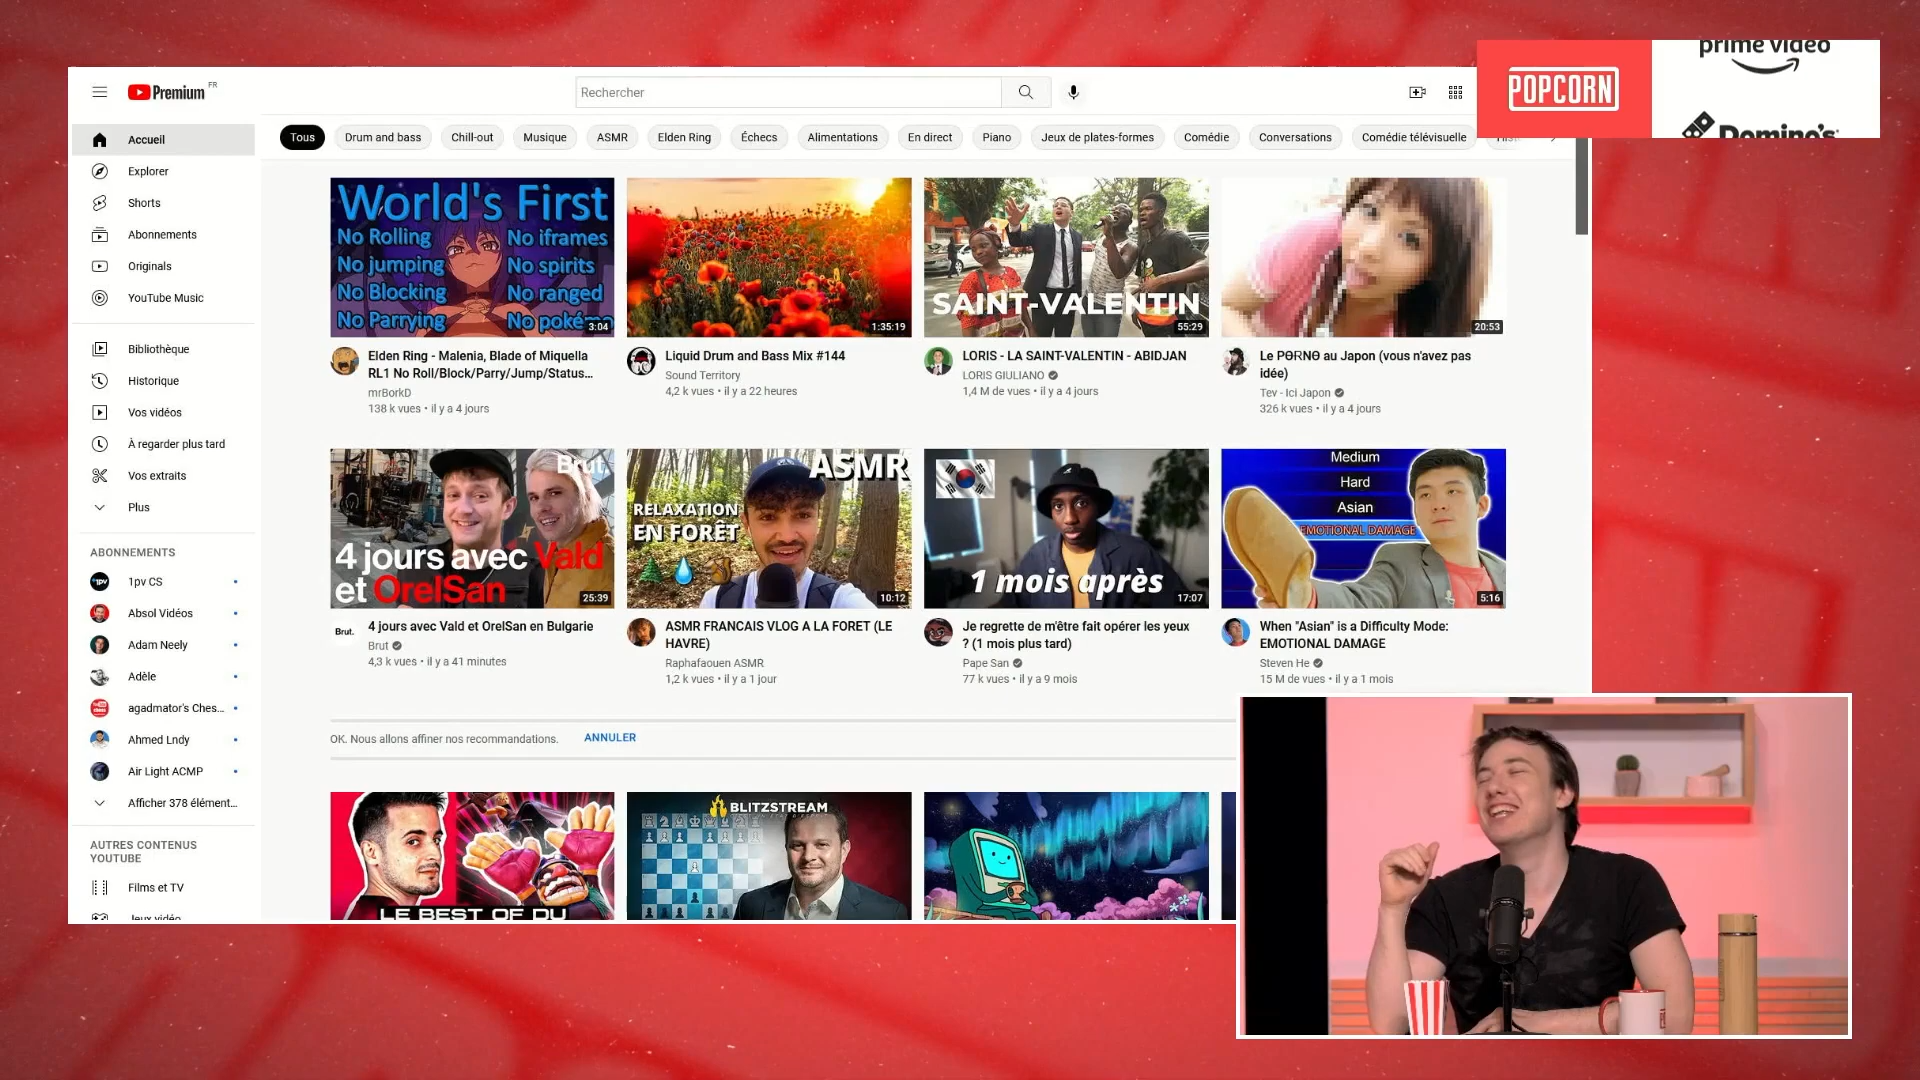 prime video
POPCORN
Domino's
Premium FR
Rechercher
Tous
Drum and bass
Chill-out
Musique
ASMR
Elden Ring
Échecs
Alimentations
En direct
Piano
Jeux de plates-formes
Comédie
Conversations
Comédie télévisuelle
Accueil
Explorer
Shorts
Abonnements
Originals
YouTube Music
Bibliothèque
Historique
Vos vidéos
À regarder plus tard
Vos extraits
Plus
ABONNEMENTS
1pv CS
Absol Vidéos
Adam Neely
Adèle
agadmator's Ches...
Ahmed Lndy
Air Light ACMP
Afficher 378 élément...
AUTRES CONTENUS
YOUTUBE
Films et TV
Jeux vidéo
World's First
No Rolling
No iframes
No jumping
No spirits
No Blocking
No ranged
No Parrying
3:04
Elden Ring - Malenia, Blade of Miquella
RL1 No Roll/Block/Parry/Jump/Status...
mrBorkD
138 k vues • il y a 4 jours
1:35:19
Liquid Drum and Bass Mix #144
Sound Territory
4,2 k vues • il y a 22 heures
SAINT-VALENTIN
55:29
LORIS - LA SAINT-VALENTIN - ABIDJAN
LORIS GIULIANO
1,4 M de vues • il y a 4 jours
20:53
Le PORNO au Japon (vous n'avez pas
idée)
Tev - Ici Japon
326 k vues • il y a 4 jours
Brut.
4 jours avec Vald
et OrelSan
25:39
Brut.
4 jours avec Vald et OrelSan en Bulgarie
Brut
4,3 k vues • il y a 41 minutes
ASMR
RELAXATION
EN FORÊT
10:12
ASMR FRANCAIS VLOG A LA FORET (LE
HAVRE)
Raphafaouen ASMR
1,2 k vues • il y a 1 jour
1 mois après
17:07
Je regrette de m'être fait opérer les yeux
? (1 mois plus tard)
Pape San
77 k vues • il y a 9 mois
Medium
Hard
Asian
EMOTIONAL DAMAGE
5:16
When "Asian" is a Difficulty Mode:
EMOTIONAL DAMAGE
Steven He
15 M de vues • il y a 1 mois
OK. Nous allons affiner nos recommandations.
ANNULER
LE BEST OF DU
BLITZSTREAM